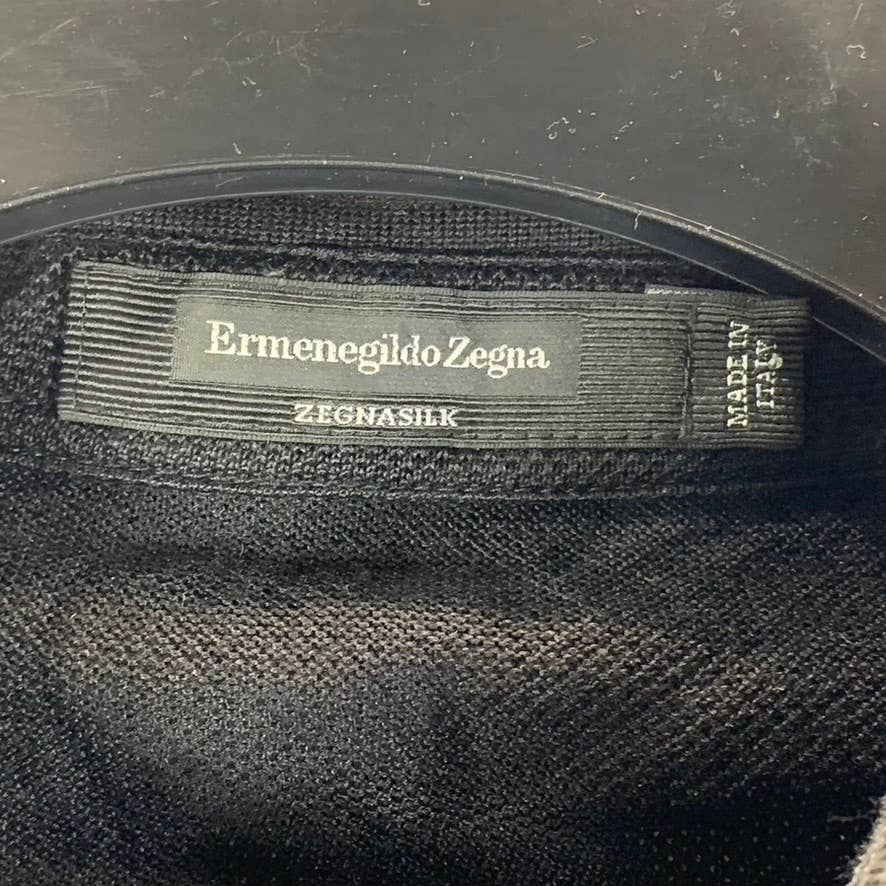 Ermenegildo Zegna
ZEGNASILK
MADE IN
ITALY